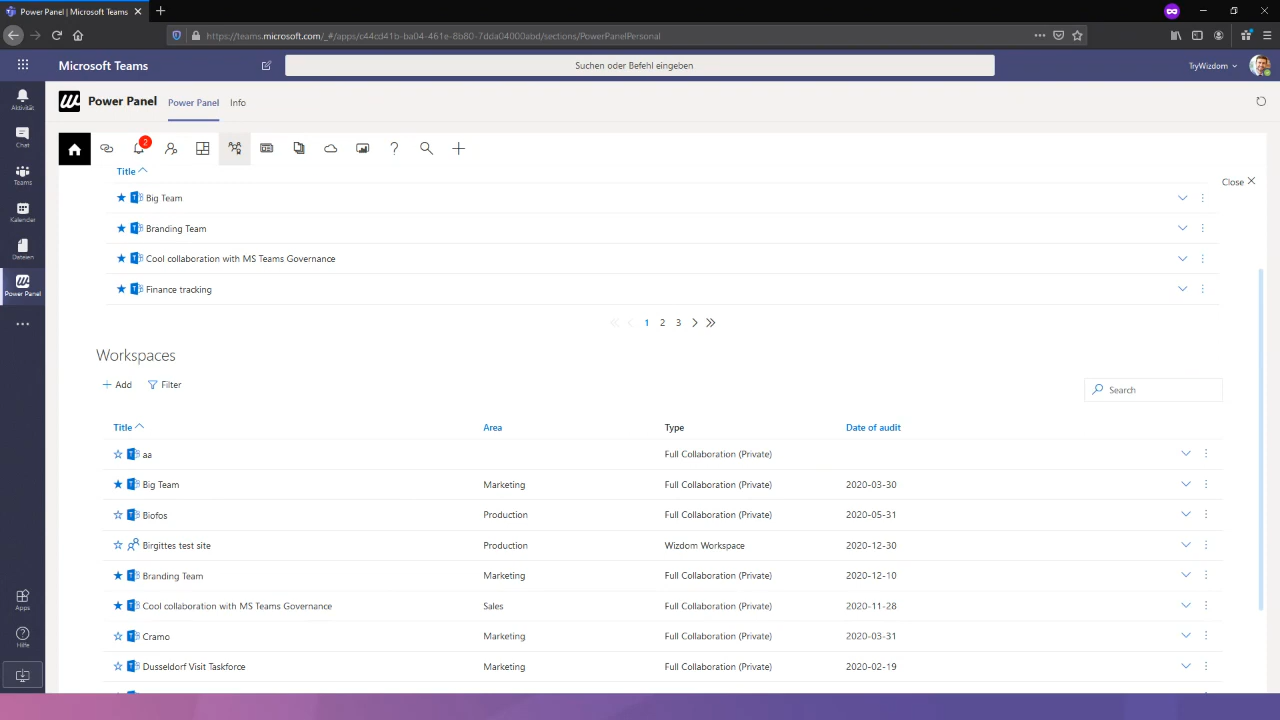 Power Panel | Microsoft Teams
https://teams.microsoft.com/_#/apps/c44cd41b-ba04-461e-8b80-7dda04000abd/sections/PowerPanelPersonal
Microsoft Teams
Suchen oder Befehl eingeben
TryWizdom
Aktivität
Chat
Teams
Kalender
Dateien
Power Panel
Apps
Hilfe
Power Panel
Power Panel
Info
2
Title
Close
Big Team
Branding Team
Cool collaboration with MS Teams Governance
Finance tracking
1 2 3
Workspaces
Add
Filter
Search
Title Area Type Date of audit
aa Full Collaboration (Private)
Big Team Marketing Full Collaboration (Private) 2020-03-30
Biofos Production Full Collaboration (Private) 2020-05-31
Birgittes test site Production Wizdom Workspace 2020-12-30
Branding Team Marketing Full Collaboration (Private) 2020-12-10
Cool collaboration with MS Teams Governance Sales Full Collaboration (Private) 2020-11-28
Cramo Marketing Full Collaboration (Private) 2020-03-31
Dusseldorf Visit Taskforce Marketing Full Collaboration (Private) 2020-02-19